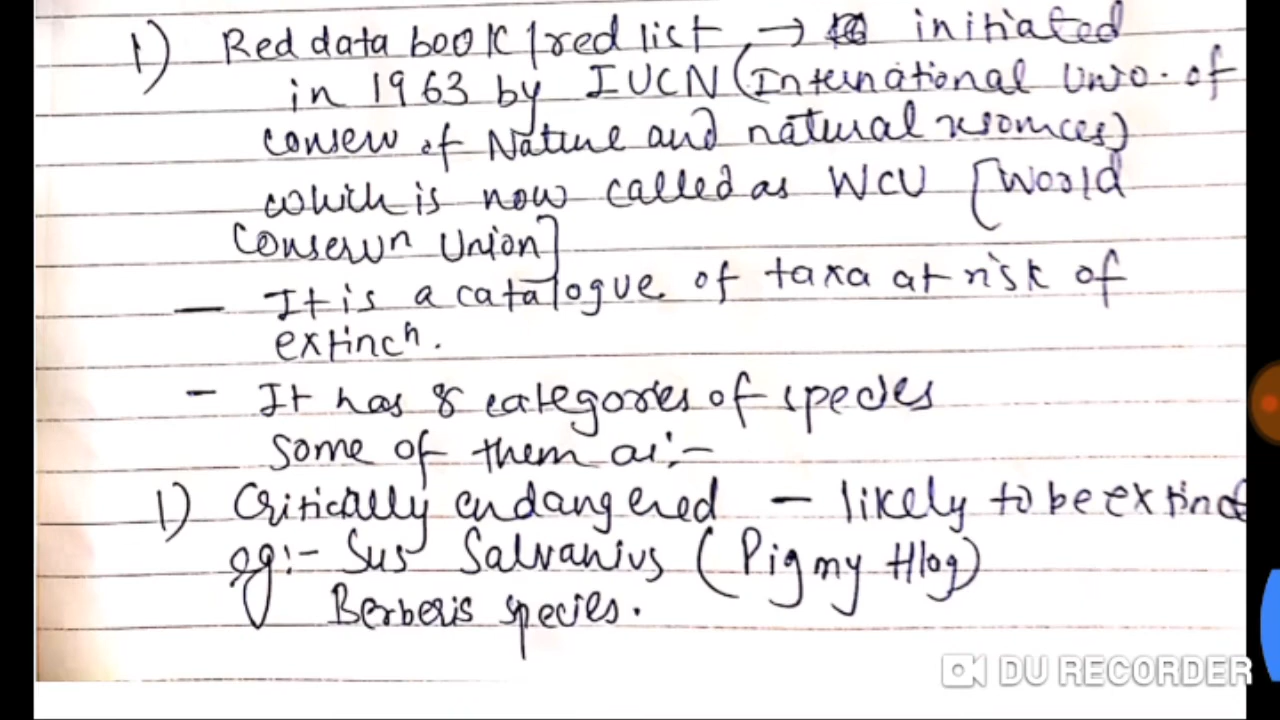 1) Red data book / red list → initiated
in 1963 by IUCN (International Unio. of
conserv of Nature and natural resources)
which is now called as WCU [World
Conservn Union]
— It is a catalogue of taxa at risk of
extincn.
- It has 8 categories of species
some of them as:-
1) Critically endangered - likely to be extinct
eg:- Sus Salvanius (Pigmy Hog)
Berberis species.
DU RECORDER